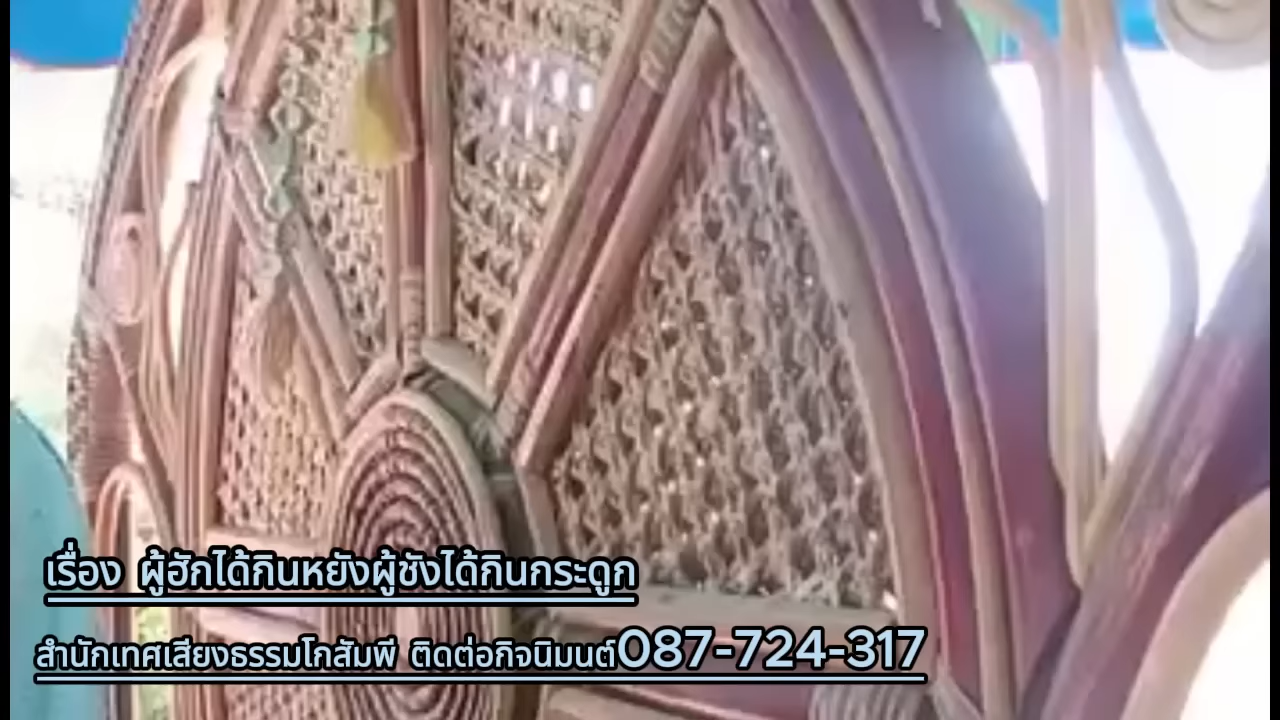 เรื่อง ผู้ฮักได้กินหยังผู้ชังได้กินกระดูก
สำนักเทศเสียงธรรมโกสัมพี ติดต่อกิจนิมนต์087-724-317